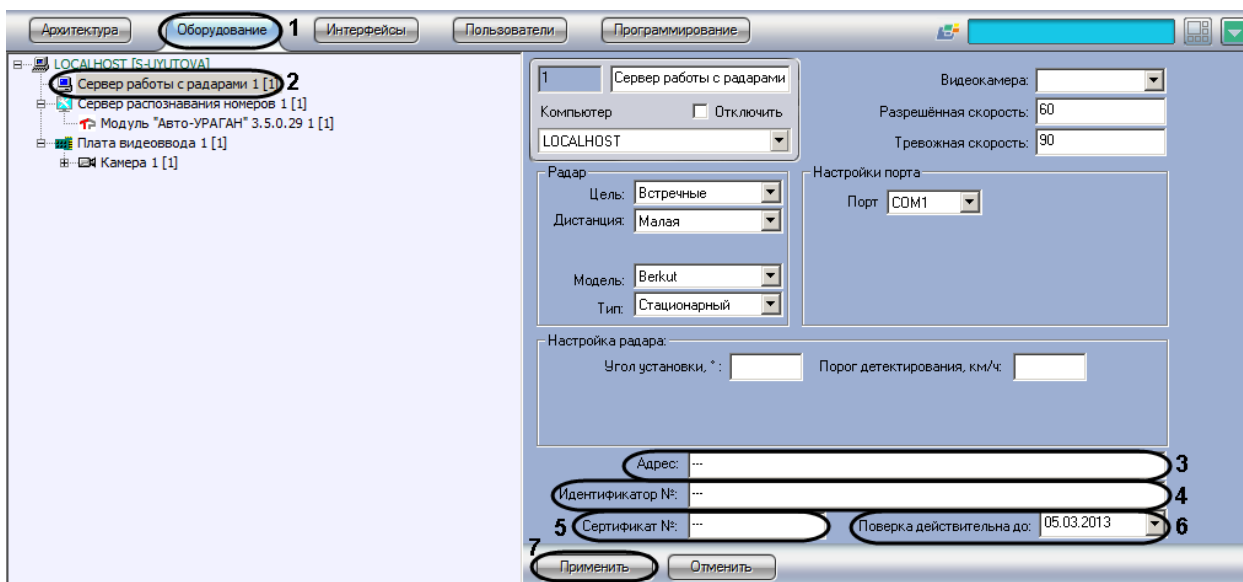 Архитектура Оборудование 1 Интерфейсы Пользователи Программирование
LOCALHOST [S-UYUTOVA]
Сервер работы с радарами 1 [1] 2
Сервер распознавания номеров 1 [1]
Модуль "Авто-УРАГАН" 3.5.0.29 1 [1]
Плата видеоввода 1 [1]
Камера 1 [1]
1 Сервер работы с радарами
Компьютер Отключить
LOCALHOST
Видеокамера:
Разрешённая скорость: 60
Тревожная скорость: 90
Радар
Цель: Встречные
Дистанция: Малая
Модель: Berkut
Тип: Стационарный
Настройки порта
Порт COM1
Настройка радара:
Угол установки, °: Порог детектирования, км/ч:
Адрес: --- 3
Идентификатор №: --- 4
5 Сертификат №: --- Поверка действительна до: 05.03.2013 6
7 Применить Отменить